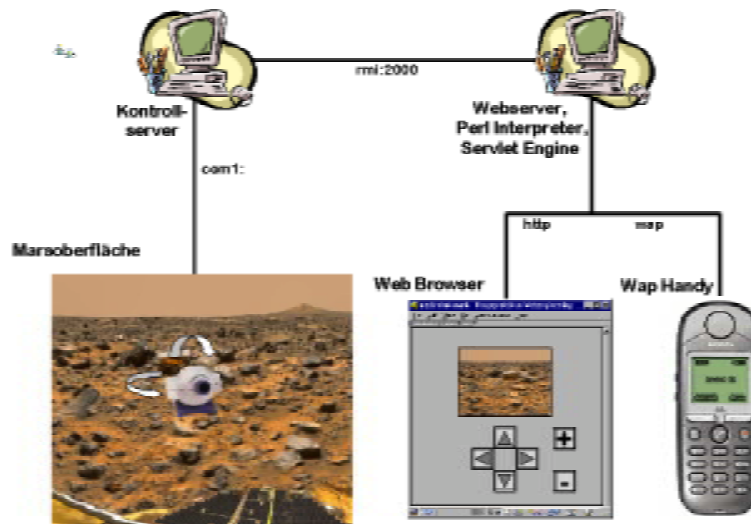 rmi:2000
Kontroll-
server
Webserver,
Perl Interpreter,
Servlet Engine
com1:
http
wap
Marsoberfläche
Web Browser
Wap Handy
+
-